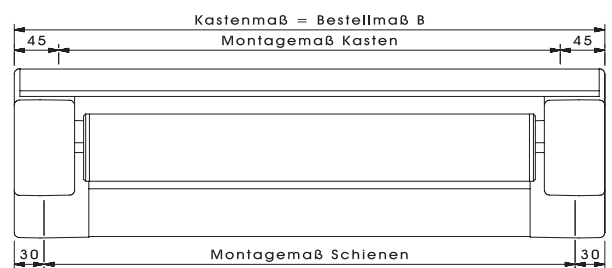 Kastenmaß = Bestellmaß B
45 Montagemaß Kasten 45
30 Montagemaß Schienen 30